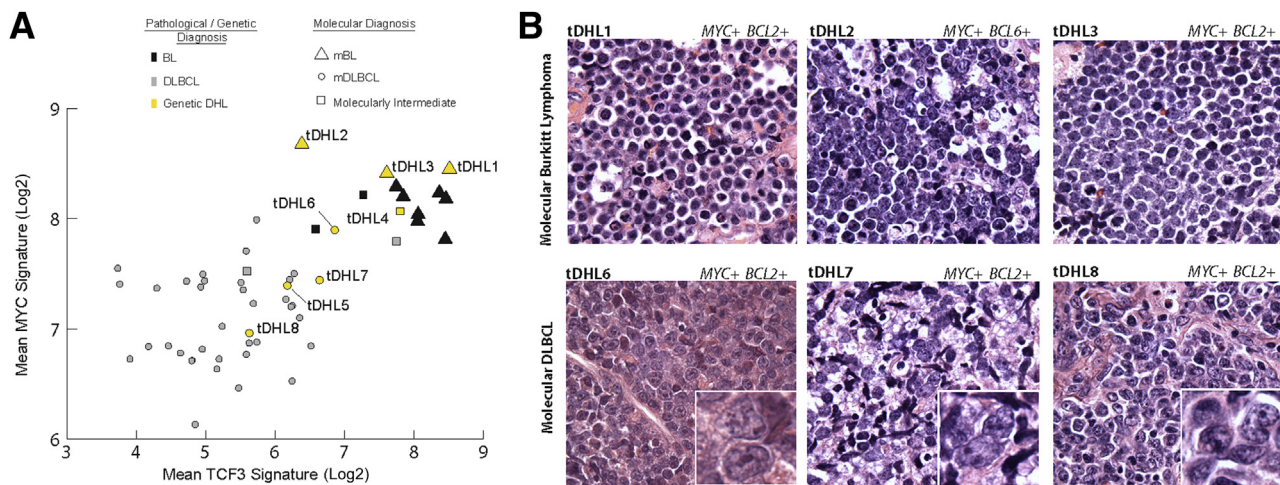 A
Pathological / Genetic
Diagnosis
BL
DLBCL
Genetic DHL
Molecular Diagnosis
mBL
mDLBCL
Molecularly Intermediate
Mean MYC Signature (Log2)
9
8
7
6
tDHL2
tDHL3
tDHL1
tDHL6
tDHL4
tDHL7
tDHL5
tDHL8
3 4 5 6 7 8 9
Mean TCF3 Signature (Log2)
B
Molecular Burkitt Lymphoma
tDHL1 MYC+ BCL2+
tDHL2 MYC+ BCL6+
tDHL3 MYC+ BCL2+
Molecular DLBCL
tDHL6 MYC+ BCL2+
tDHL7 MYC+ BCL2+
tDHL8 MYC+ BCL2+